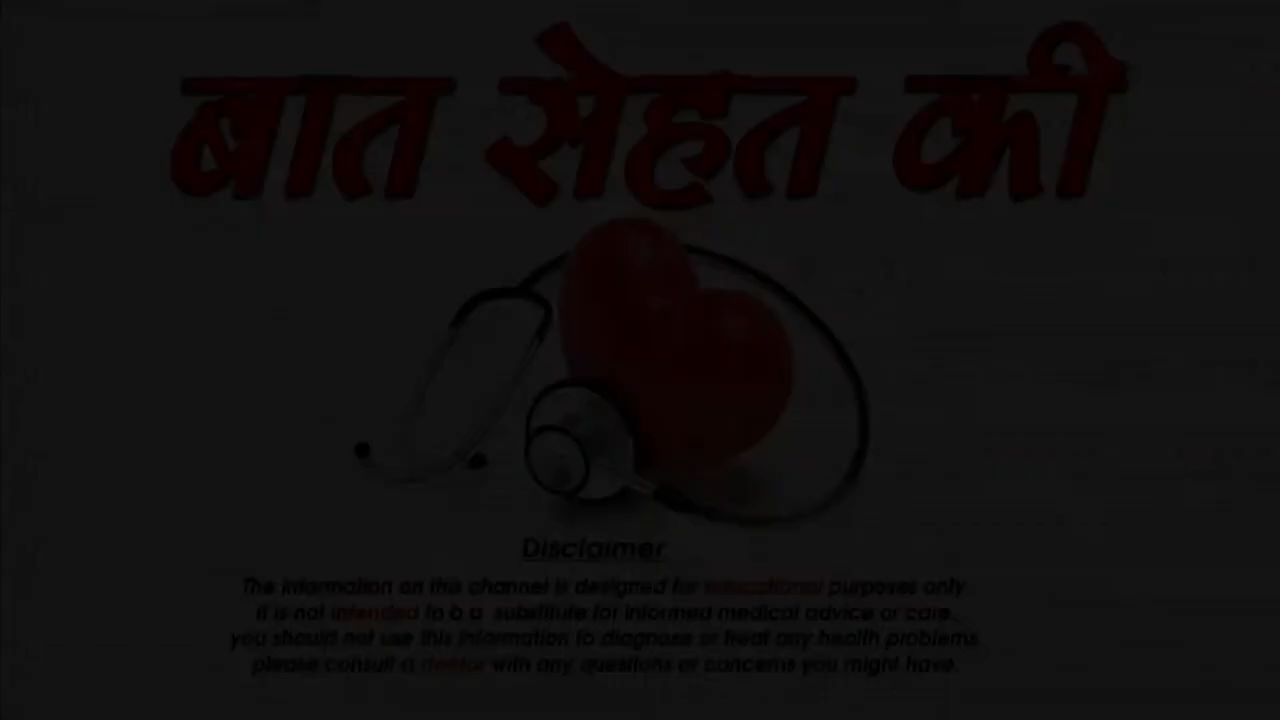 बात सेहत की
Disclaimer
The information on this channel is designed for educational purposes only.
it is not intended to b a substitute for informed medical advice or care.
you should not use this information to diagnose or treat any health problems
please consult a doctor with any questions or concerns you might have.